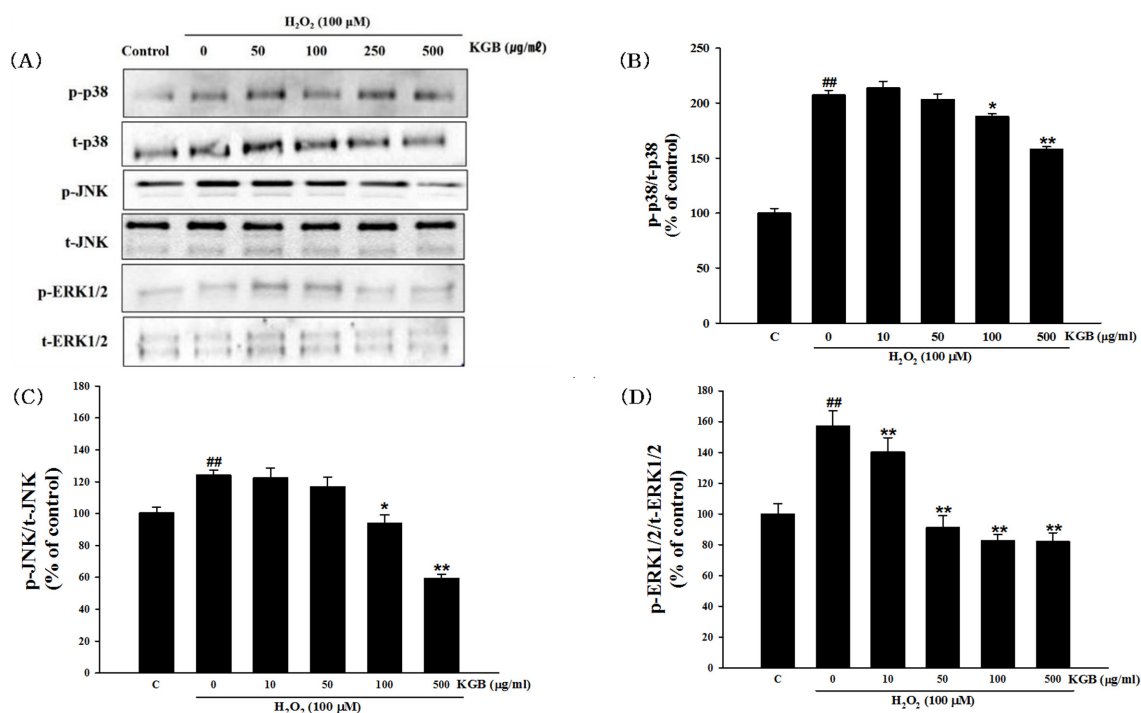 (A)
H₂O₂ (100 μM)
Control 0 50 100 250 500 KGB (μg/mℓ)
p-p38
t-p38
p-JNK
t-JNK
p-ERK1/2
t-ERK1/2
(B)
p-p38/t-p38
(% of control)
250
200
150
100
50
0
##
*
**
C 0 10 50 100 500 KGB (μg/ml)
H₂O₂ (100 μM)
(C)
p-JNK/t-JNK
(% of control)
180
160
140
120
100
80
60
40
20
0
##
*
**
C 0 10 50 100 500 KGB (μg/ml)
H₂O₂ (100 μM)
(D)
p-ERK1/2/t-ERK1/2
(% of control)
180
160
140
120
100
80
60
40
20
0
##
**
**
**
**
C 0 10 50 100 500 KGB (μg/ml)
H₂O₂ (100 μM)